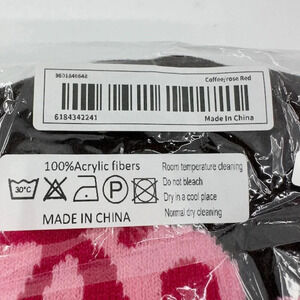 9801840848
Coffee/rose Red
6184342241
Made In China
100%Acrylic fibers
Room temperature cleaning
Do not bleach
Dry in a cool place
Normal dry cleaning
30°C
P
MADE IN CHINA